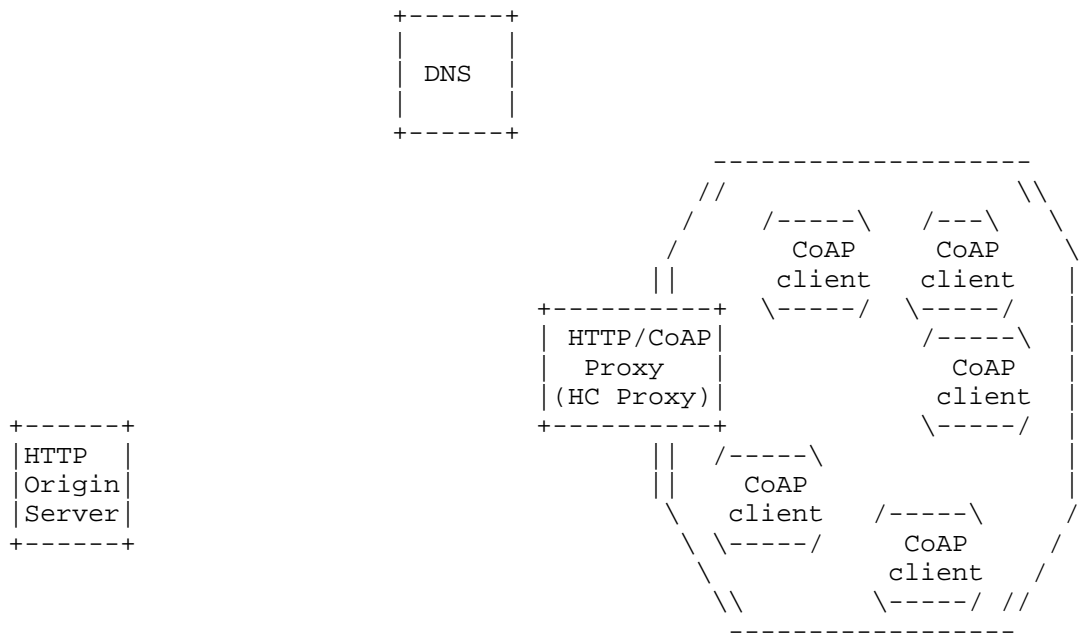 DNS
CoAP
client
CoAP
client
HTTP/CoAP
Proxy
(HC Proxy)
CoAP
client
HTTP
Origin
Server
CoAP
client
CoAP
client